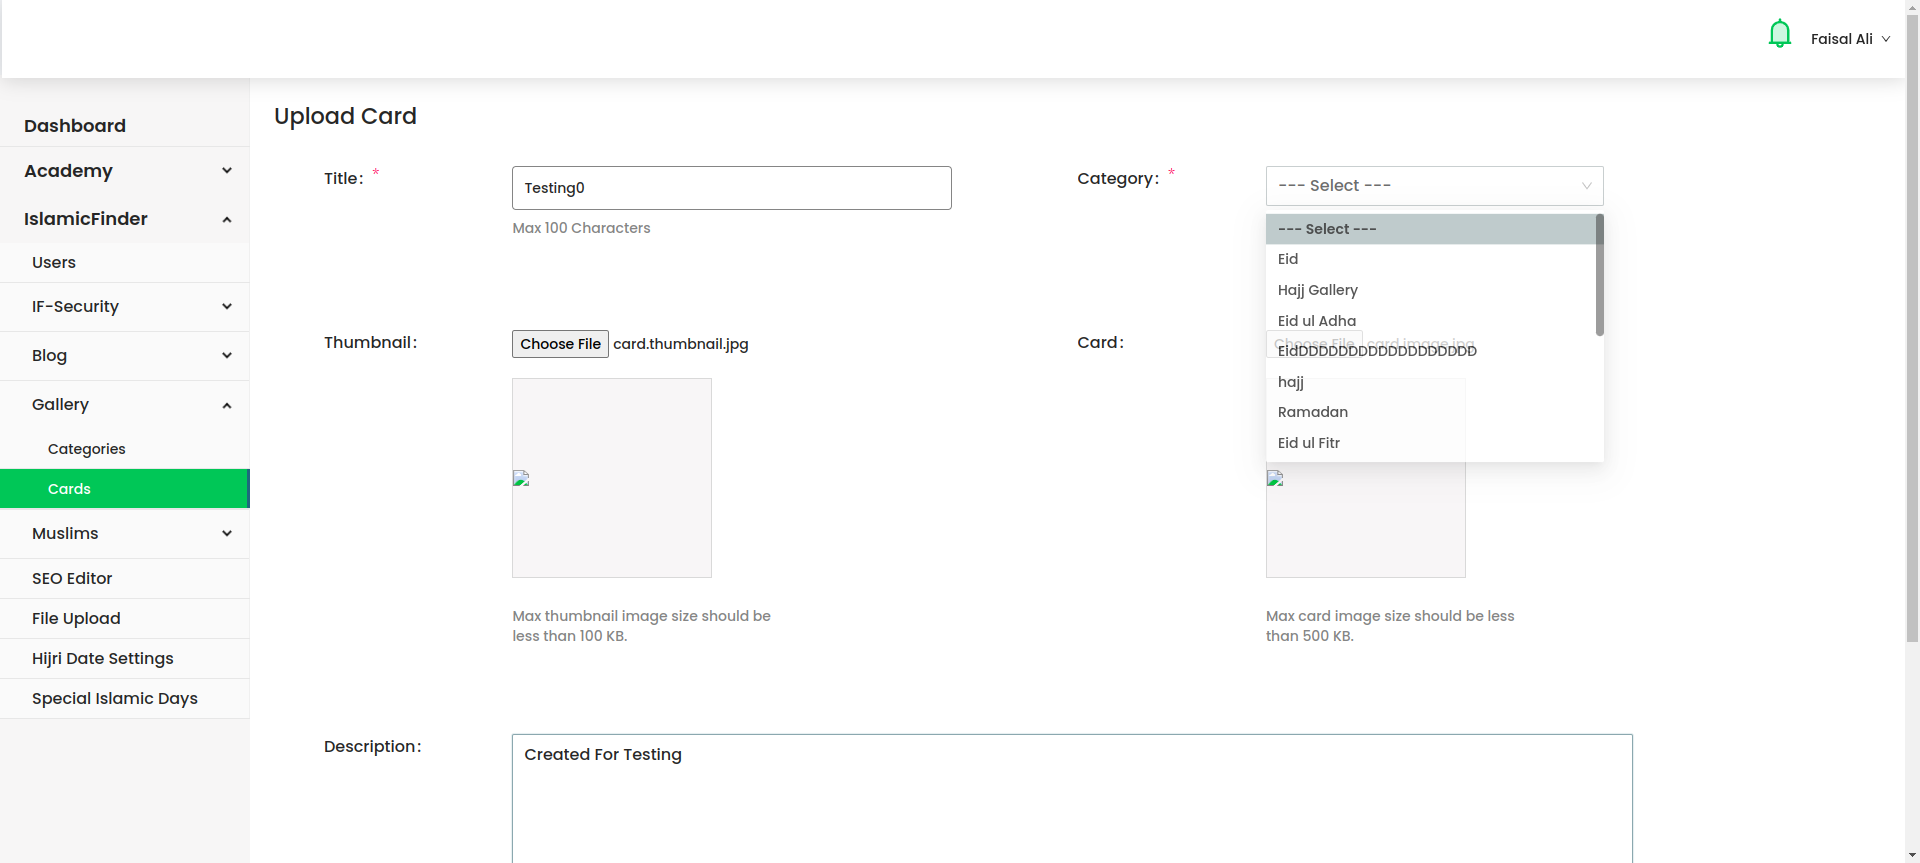 Faisal Ali
Dashboard
Academy
IslamicFinder
Users
IF-Security
Blog
Gallery
Categories
Cards
Muslims
SEO Editor
File Upload
Hijri Date Settings
Special Islamic Days
Upload Card
Title: *
Testing0
Max 100 Characters
Category: *
--- Select ---
--- Select ---
Eid
Hajj Gallery
Eid ul Adha
EidDDDDDDDDDDDDDDDDDD
hajj
Ramadan
Eid ul Fitr
Thumbnail:
Choose File card.thumbnail.jpg
Max thumbnail image size should be
less than 100 KB.
Card:
Choose File card.image.jpg
Max card image size should be less
than 500 KB.
Description:
Created For Testing